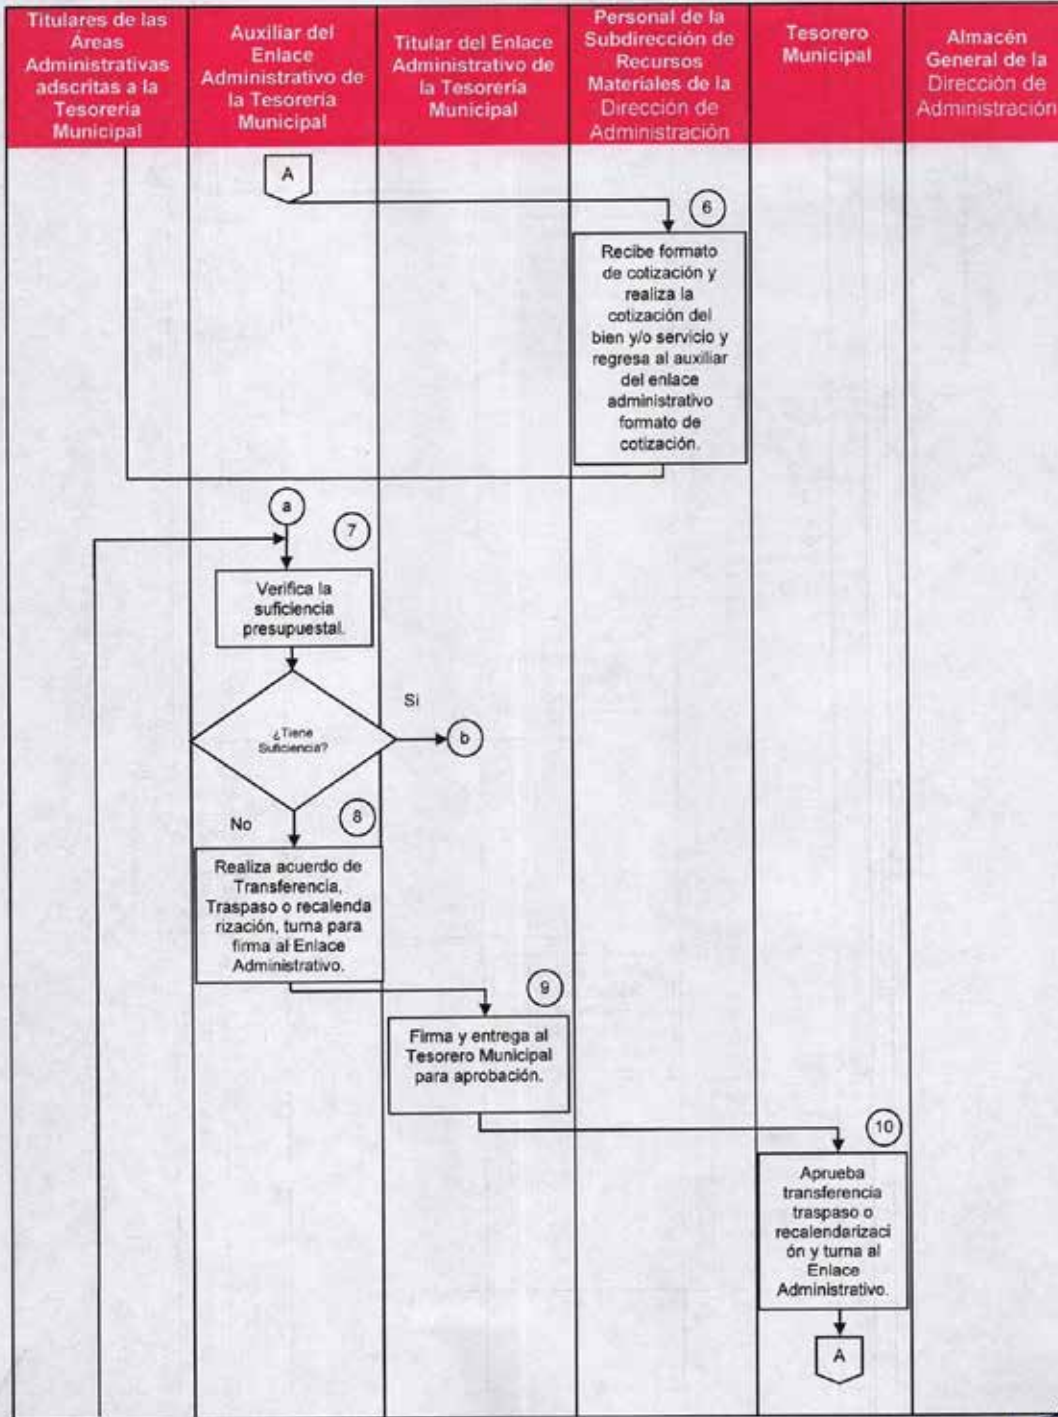 Titulares de las
Áreas
Administrativas
adscritas a la
Tesorería
Municipal
Auxiliar del
Enlace
Administrativo de
la Tesorería
Municipal
Titular del Enlace
Administrativo de
la Tesorería
Municipal
Personal de la
Subdirección de
Recursos
Materiales de la
Dirección de
Administración
Tesorero
Municipal
Almacén
General de la
Dirección de
Administración
A
6
Recibe formato
de cotización y
realiza la
cotización del
bien y/o servicio y
regresa al auxiliar
del enlace
administrativo
formato de
cotización.
a
7
Verifica la
suficiencia
presupuestal.
¿Tiene
Suficiencia?
Si
b
No
8
Realiza acuerdo de
Transferencia,
Traspaso o recalenda
rización, turna para
firma al Enlace
Administrativo.
9
Firma y entrega al
Tesorero Municipal
para aprobación.
10
Aprueba
transferencia
traspaso o
recalendarizaci
ón y turna al
Enlace
Administrativo.
A